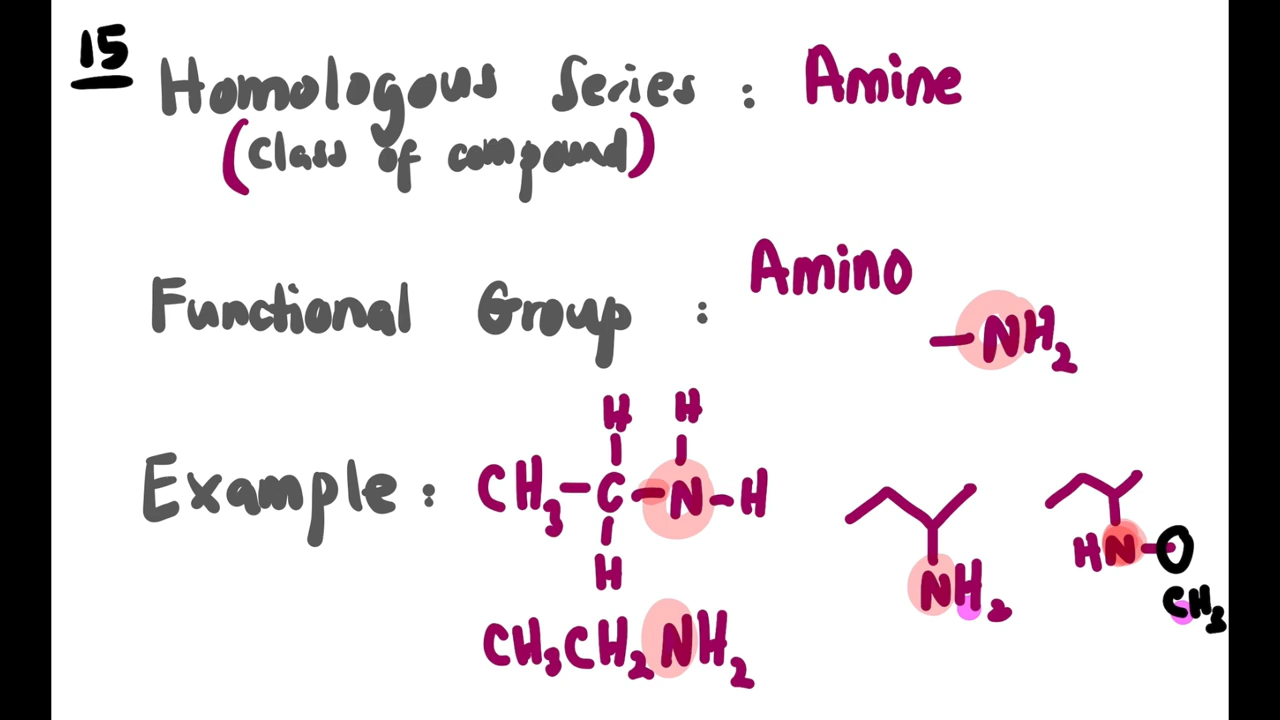 15
Homologous Series : Amine
(Class of compound)
Functional Group : Amino
-NH2
Example :
H H
CH3-C-N-H
H
CH3CH2NH2
NH2
HN-O
CH3